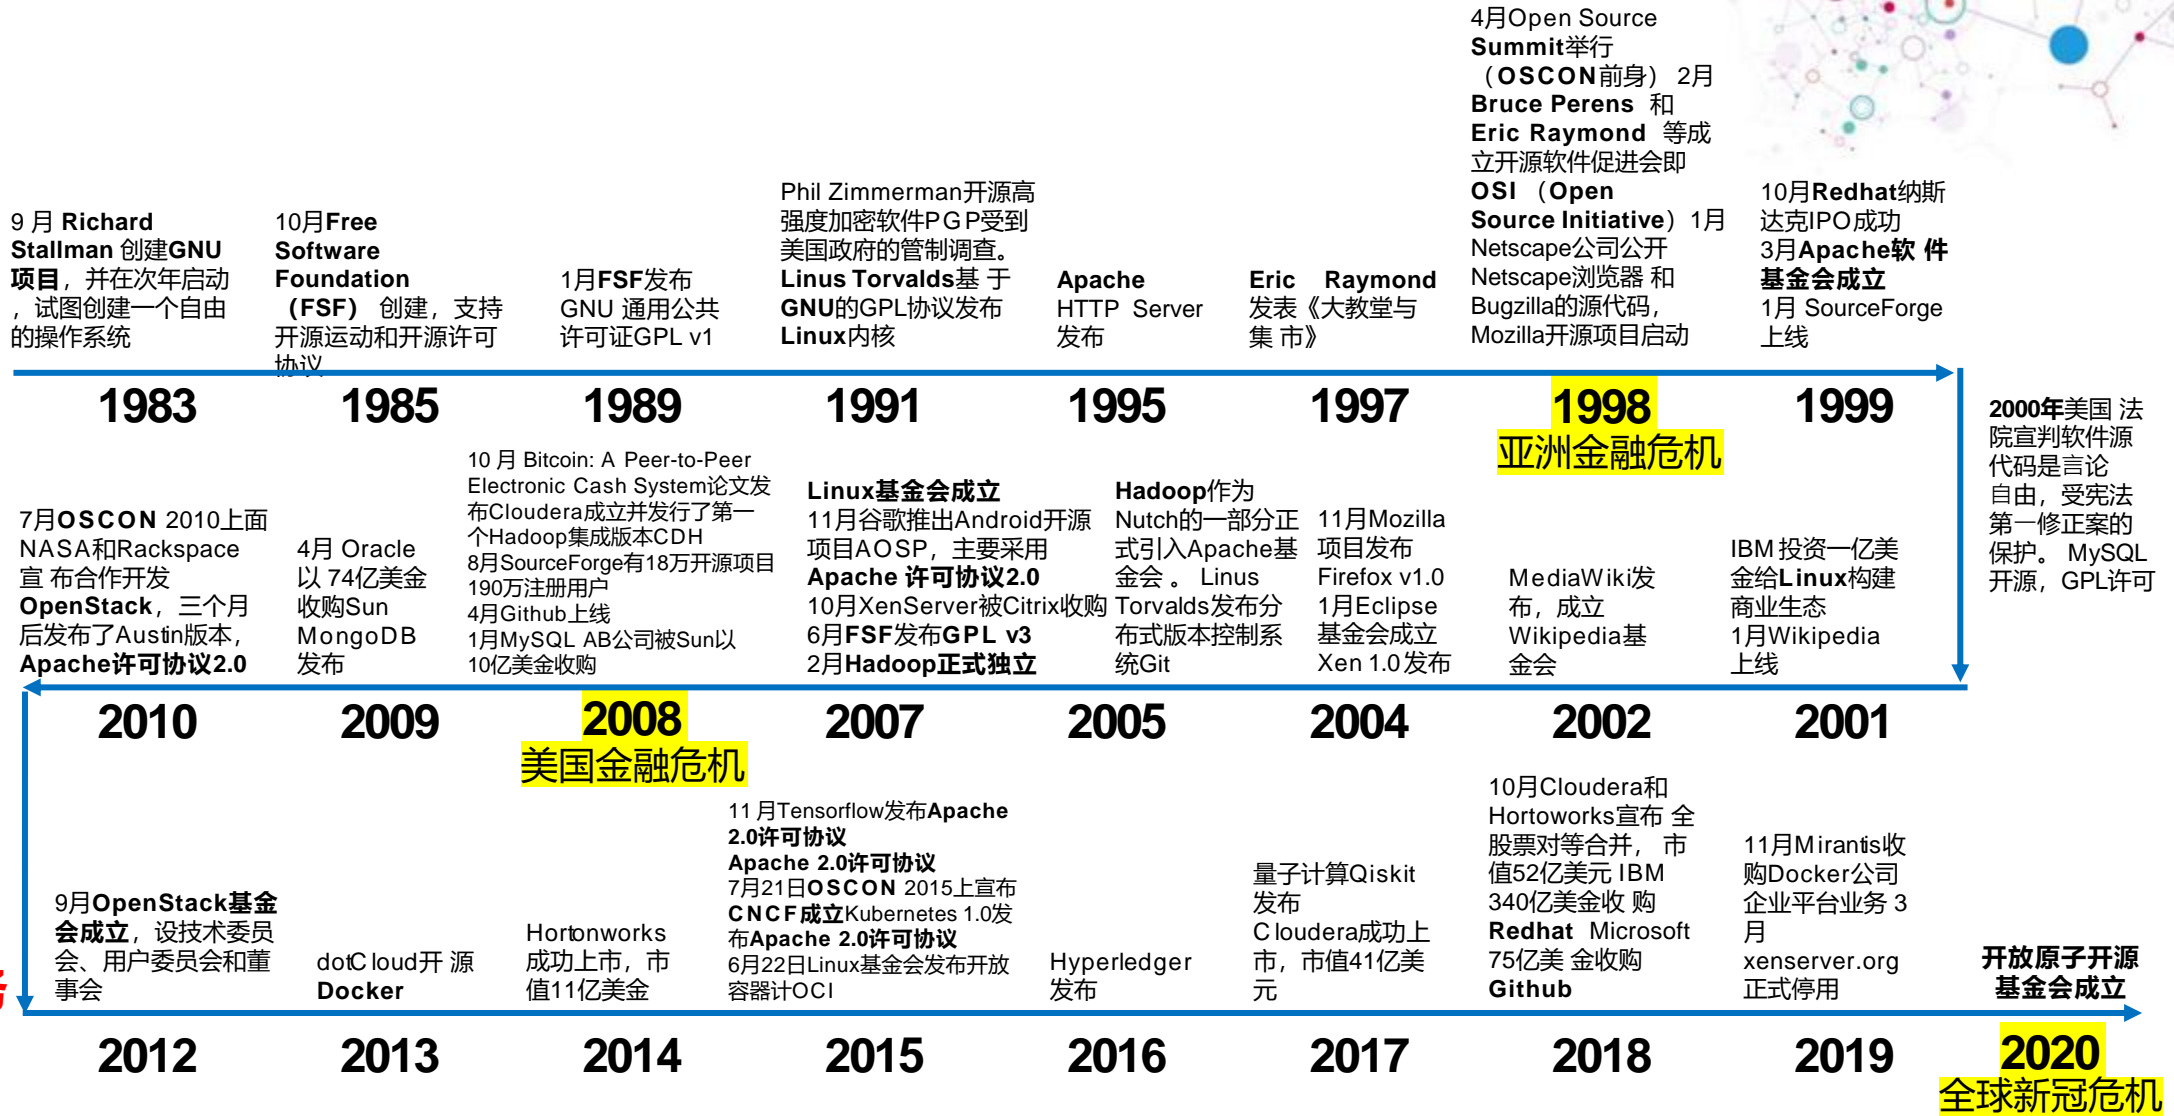 4月Open Source
Summit举行
（OSCON前身） 2月
Bruce Perens 和
Eric Raymond 等成
立开源软件促进会即
OSI （Open
Source Initiative）1月
Netscape公司公开
Netscape浏览器 和
Bugzilla的源代码，
Mozilla开源项目启动
9 月 Richard
Stallman 创建GNU
项目，并在次年启动
，试图创建一个自由
的操作系统
10月Free
Software
Foundation
（FSF） 创建，支持
开源运动和开源许可
协议
1月FSF发布
GNU 通用公共
许可证GPL v1
Phil Zimmerman开源高
强度加密软件PGP受到
美国政府的管制调查。
Linus Torvalds基 于
GNU的GPL协议发布
Linux内核
Apache
HTTP Server
发布
Eric Raymond
发表《大教堂与
集 市》
10月Redhat纳斯
达克IPO成功
3月Apache软 件
基金会成立
1月 SourceForge
上线
1983 1985 1989 1991 1995 1997 1998 1999
亚洲金融危机
2000年美国 法
院宣判软件源
代码是言论
自由，受宪法
第一修正案的
保护。 MySQL
开源，GPL许可
7月OSCON 2010上面
NASA和Rackspace
宣 布合作开发
OpenStack，三个月
后发布了Austin版本，
Apache许可协议2.0
4月 Oracle
以 74亿美金
收购Sun
MongoDB
发布
10 月 Bitcoin: A Peer-to-Peer
Electronic Cash System论文发
布Cloudera成立并发行了第一
个Hadoop集成版本CDH
8月SourceForge有18万开源项目
190万注册用户
4月Github上线
1月MySQL AB公司被Sun以
10亿美金收购
Linux基金会成立
11月谷歌推出Android开源
项目AOSP，主要采用
Apache 许可协议2.0
10月XenServer被Citrix收购
6月FSF发布GPL v3
2月Hadoop正式独立
Hadoop作为
Nutch的一部分正
式引入Apache基
金会 。 Linus
Torvalds发布分
布式版本控制系
统Git
11月Mozilla
项目发布
Firefox v1.0
1月Eclipse
基金会成立
Xen 1.0发布
MediaWiki发
布，成立
Wikipedia基
金会
IBM 投资一亿美
金给Linux构建
商业生态
1月Wikipedia
上线
2010 2009 2008 2007 2005 2004 2002 2001
美国金融危机
9月OpenStack基金
会成立，设技术委员
会、用户委员会和董
事会
dotCloud开 源
Docker
Hortonworks
成功上市，市
值11亿美金
11 月Tensorflow发布Apache
2.0许可协议
Apache 2.0许可协议
7月21日OSCON 2015上宣布
CNCF成立Kubernetes 1.0发
布Apache 2.0许可协议
6月22日Linux基金会发布开放
容器计OCI
Hyperledger
发布
量子计算Qiskit
发布
Cloudera成功上
市，市值41亿美
元
10月Cloudera和
Hortoworks宣布 全
股票对等合并， 市
值52亿美元 IBM
340亿美金收 购
Redhat Microsoft
75亿美 金收购
Github
11月Mirantis收
购Docker公司
企业平台业务 3
月
xenserver.org
正式停用
开放原子开源
基金会成立
2012 2013 2014 2015 2016 2017 2018 2019 2020
全球新冠危机